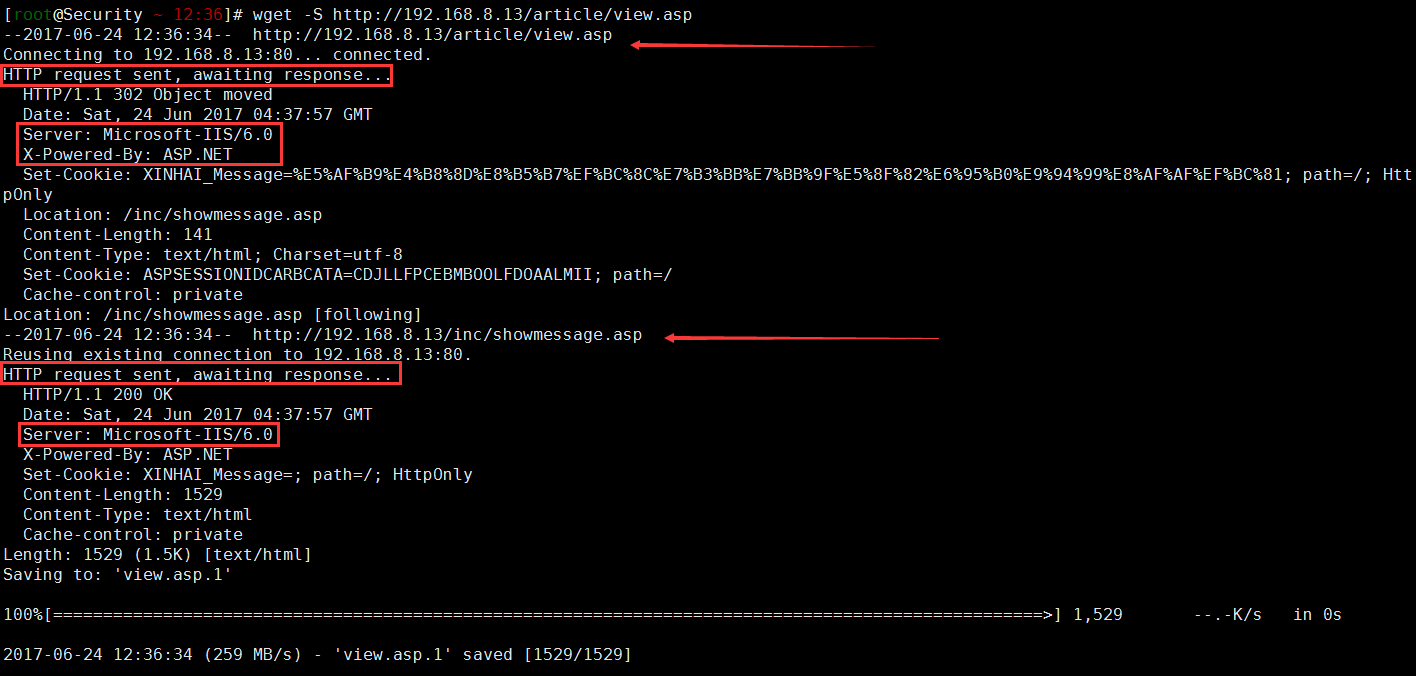 [root@Security ~ 12:36]# wget -S http://192.168.8.13/article/view.asp
--2017-06-24 12:36:34--  http://192.168.8.13/article/view.asp
Connecting to 192.168.8.13:80... connected.
HTTP request sent, awaiting response...
  HTTP/1.1 302 Object moved
  Date: Sat, 24 Jun 2017 04:37:57 GMT
  Server: Microsoft-IIS/6.0
  X-Powered-By: ASP.NET
  Set-Cookie: XINHAI_Message=%E5%AF%B9%E4%B8%8D%E8%B5%B7%EF%BC%8C%E7%B3%BB%E7%BB%9F%E5%8F%82%E6%95%B0%E9%94%99%E8%AF%AF%EF%BC%81; path=/; Htt
pOnly
  Location: /inc/showmessage.asp
  Content-Length: 141
  Content-Type: text/html; Charset=utf-8
  Set-Cookie: ASPSESSIONIDCARBCATA=CDJLLFPCEBMBOOLFDOAALMII; path=/
  Cache-control: private
Location: /inc/showmessage.asp [following]
--2017-06-24 12:36:34--  http://192.168.8.13/inc/showmessage.asp
Reusing existing connection to 192.168.8.13:80.
HTTP request sent, awaiting response...
  HTTP/1.1 200 OK
  Date: Sat, 24 Jun 2017 04:37:57 GMT
  Server: Microsoft-IIS/6.0
  X-Powered-By: ASP.NET
  Set-Cookie: XINHAI_Message=; path=/; HttpOnly
  Content-Length: 1529
  Content-Type: text/html
  Cache-control: private
Length: 1529 (1.5K) [text/html]
Saving to: 'view.asp.1'
100%[===================================================================================================>] 1,529       --.-K/s   in 0s
2017-06-24 12:36:34 (259 MB/s) - 'view.asp.1' saved [1529/1529]